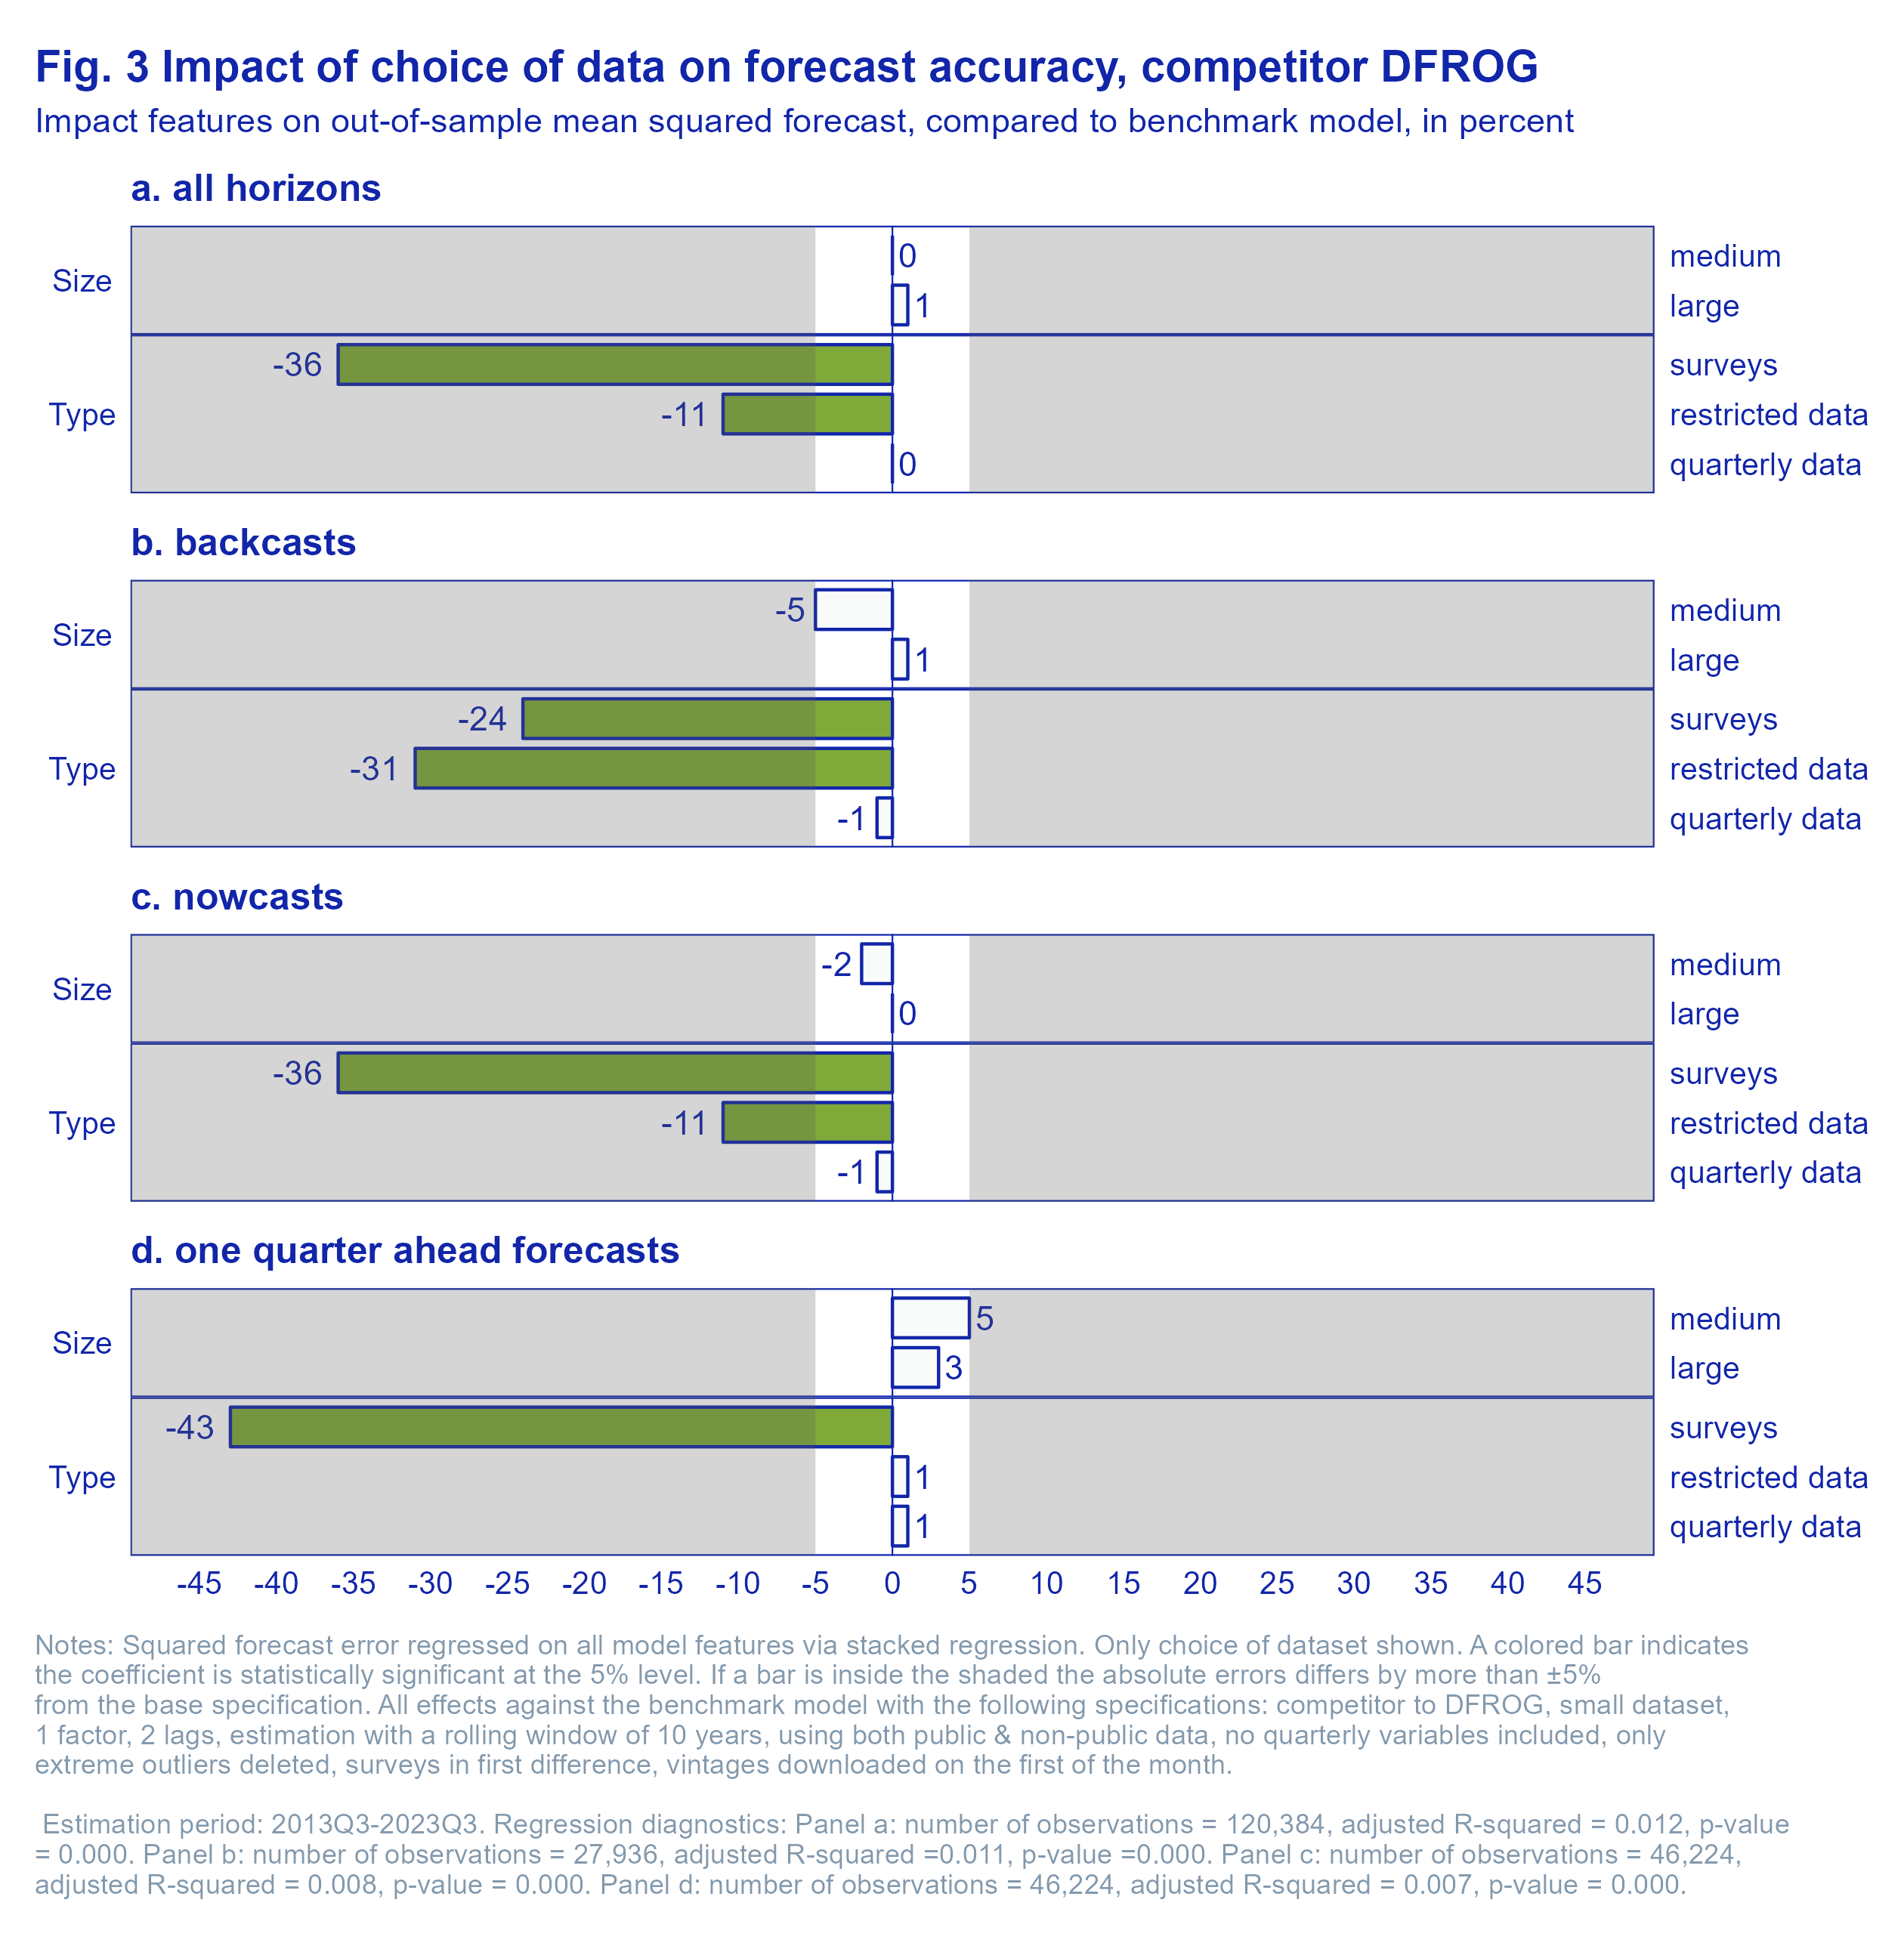 Fig. 3 Impact of choice of data on forecast accuracy, competitor DFROG
Impact features on out-of-sample mean squared forecast, compared to benchmark model, in percent
a. all horizons
Size
0
medium
1
large
Type
-36
surveys
-11
restricted data
0
quarterly data
b. backcasts
Size
-5
medium
1
large
Type
-24
surveys
-31
restricted data
-1
quarterly data
c. nowcasts
Size
-2
medium
0
large
Type
-36
surveys
-11
restricted data
-1
quarterly data
d. one quarter ahead forecasts
Size
5
medium
3
large
Type
-43
surveys
1
restricted data
1
quarterly data
-45 -40 -35 -30 -25 -20 -15 -10 -5 0 5 10 15 20 25 30 35 40 45
Notes: Squared forecast error regressed on all model features via stacked regression. Only choice of dataset shown. A colored bar indicates
the coefficient is statistically significant at the 5% level. If a bar is inside the shaded the absolute errors differs by more than ±5%
from the base specification. All effects against the benchmark model with the following specifications: competitor to DFROG, small dataset,
1 factor, 2 lags, estimation with a rolling window of 10 years, using both public & non-public data, no quarterly variables included, only
extreme outliers deleted, surveys in first difference, vintages downloaded on the first of the month.
Estimation period: 2013Q3-2023Q3. Regression diagnostics: Panel a: number of observations = 120,384, adjusted R-squared = 0.012, p-value
= 0.000. Panel b: number of observations = 27,936, adjusted R-squared =0.011, p-value =0.000. Panel c: number of observations = 46,224,
adjusted R-squared = 0.008, p-value = 0.000. Panel d: number of observations = 46,224, adjusted R-squared = 0.007, p-value = 0.000.